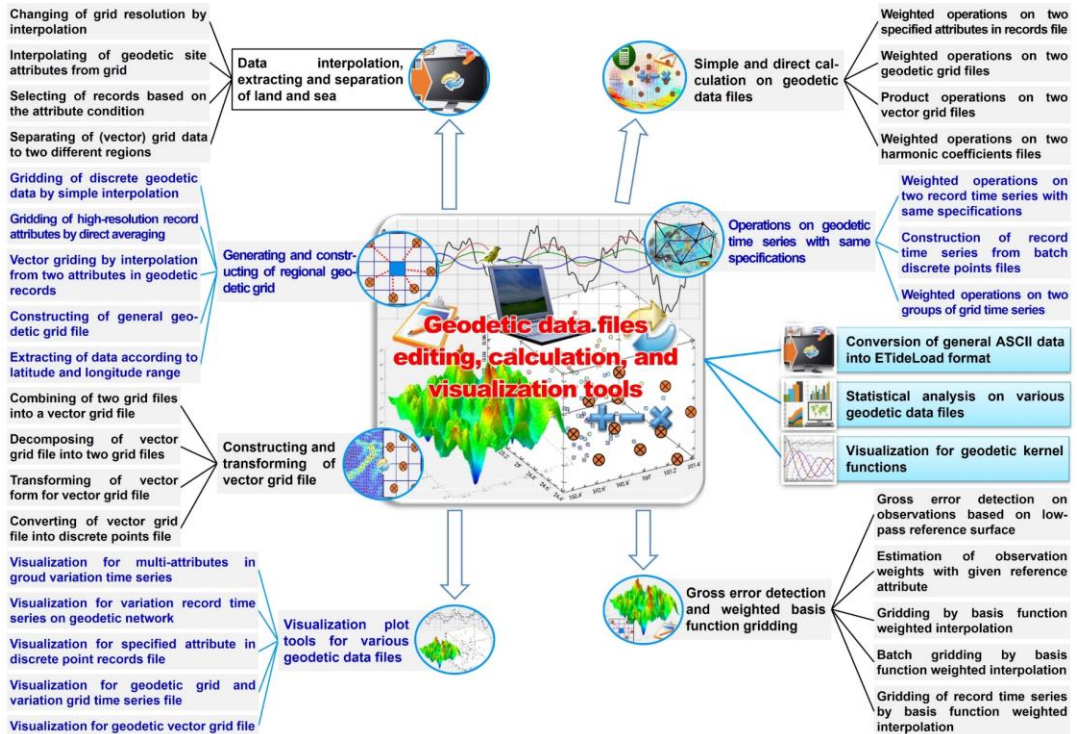 Changing of grid resolution by
interpolation
Interpolating of geodetic site
attributes from grid
Selecting of records based on
the attribute condition
Separating of (vector) grid data
to two different regions
Data interpolation,
extracting and separation
of land and sea
Simple and direct cal-
culation on geodetic
data files
Weighted operations on two
specified attributes in records file
Weighted operations on two
geodetic grid files
Product operations on two
vector grid files
Weighted operations on two
harmonic coefficients files
Gridding of discrete geodetic
data by simple interpolation
Gridding of high-resolution record
attributes by direct averaging
Vector griding by interpolation
from two attributes in geodetic
records
Constructing of general geo-
detic grid file
Extracting of data according to
latitude and longitude range
Generating and constr-
ucting of regional geo-
detic grid
Operations on geodetic
time series with same
specifications
Weighted operations on
two record time series with
same specifications
Construction of record
time series from batch
discrete points files
Weighted operations on two
groups of grid time series
Geodetic data files
editing, calculation, and
visualization tools
Conversion of general ASCII data
into ETideLoad format
Statistical analysis on various
geodetic data files
Visualization for geodetic kernel
functions
Combining of two grid files
into a vector grid file
Decomposing of vector
grid file into two grid files
Transforming of vector
form for vector grid file
Converting of vector grid
file into discrete points file
Constructing and
transforming of
vector grid file
Visualization for multi-attributes in
groud variation time series
Visualization for variation record time
series on geodetic network
Visualization for specified attribute in
discrete point records file
Visualization for geodetic grid and
variation grid time series file
Visualization for geodetic vector grid file
Visualization plot
tools for various
geodetic data files
Gross error detection
and weighted basis
function gridding
Gross error detection on
observations based on low-
pass reference surface
Estimation of observation
weights with given reference
attribute
Gridding by basis function
weighted interpolation
Batch gridding by basis
function weighted interpolation
Gridding of record time series
by basis function weighted
interpolation